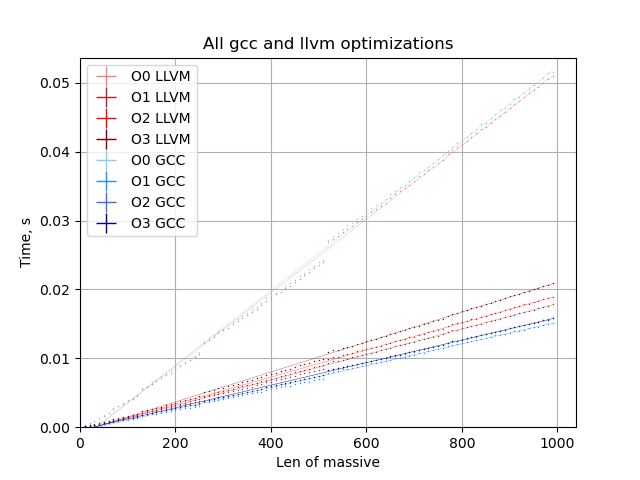 All gcc and llvm optimizations
0.05
0.04
0.03
0.02
0.01
0.00
Time, s
O0 LLVM
O1 LLVM
O2 LLVM
O3 LLVM
O0 GCC
O1 GCC
O2 GCC
O3 GCC
0 200 400 600 800 1000
Len of massive